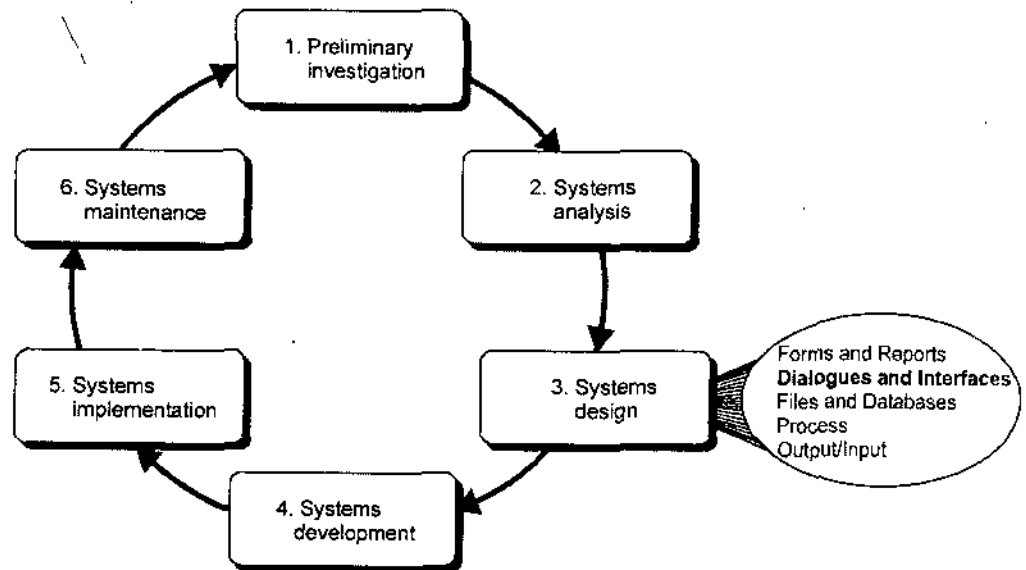 1. Preliminary
investigation
2. Systems
analysis
3. Systems
design
Forms and Reports
Dialogues and Interfaces
Files and Databases
Process
Output/Input
4. Systems
development
5. Systems
implementation
6. Systems
maintenance